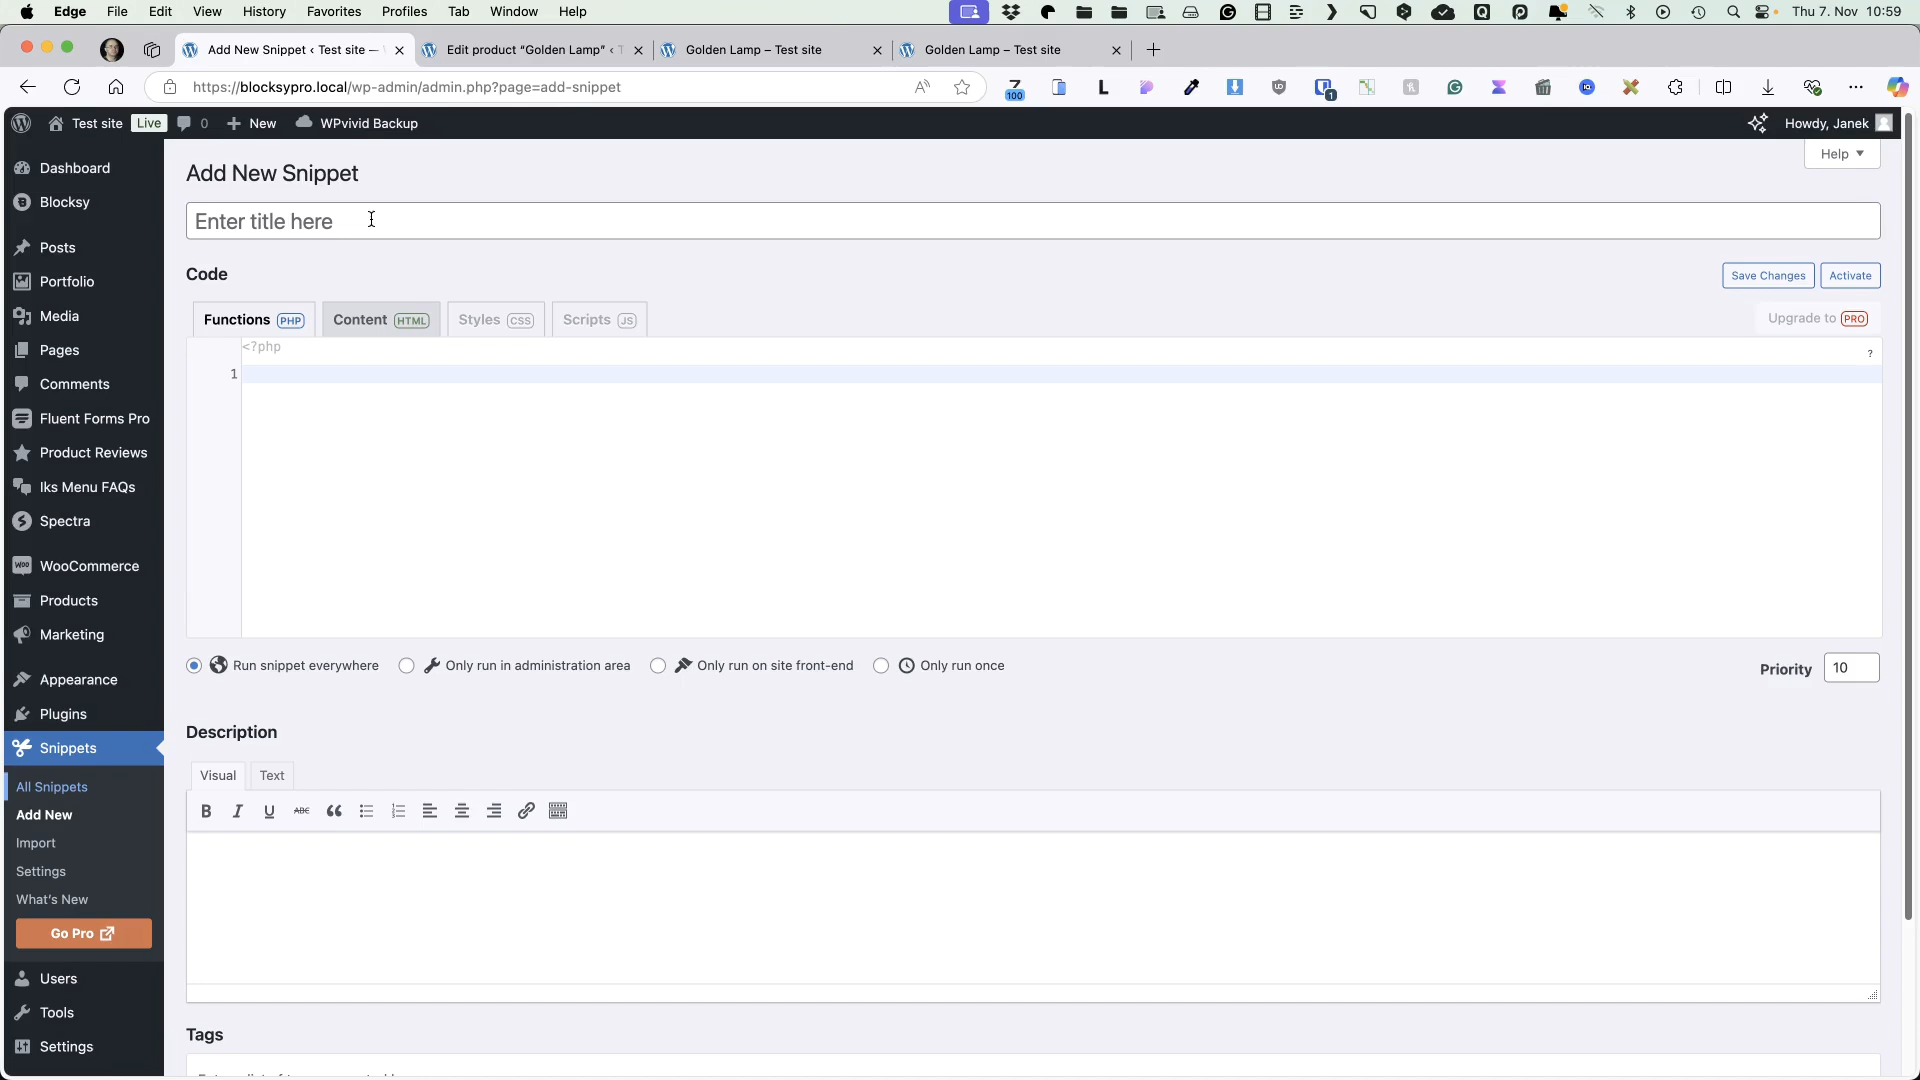 Edge File Edit View History Favorites Profiles Tab Window Help Thu 7. Nov 10:59
Add New Snippet ‹ Test site — Edit product “Golden Lamp” ‹ T Golden Lamp – Test site Golden Lamp – Test site
https://blocksypro.local/wp-admin/admin.php?page=add-snippet
100
1
Test site Live 0 New WPvivid Backup Howdy, Janek
Help
Dashboard
Blocksy
Posts
Portfolio
Media
Pages
Comments
Fluent Forms Pro
Product Reviews
Iks Menu FAQs
Spectra
WooCommerce
Products
Marketing
Appearance
Plugins
Snippets
All Snippets
Add New
Import
Settings
What's New
Go Pro
Users
Tools
Settings
Add New Snippet
Enter title here
Code
Save Changes Activate
Functions PHP Content HTML Styles CSS Scripts JS Upgrade to PRO
<?php ?
1
Run snippet everywhere Only run in administration area Only run on site front-end Only run once Priority 10
Description
Visual Text
B I U ABC
Tags